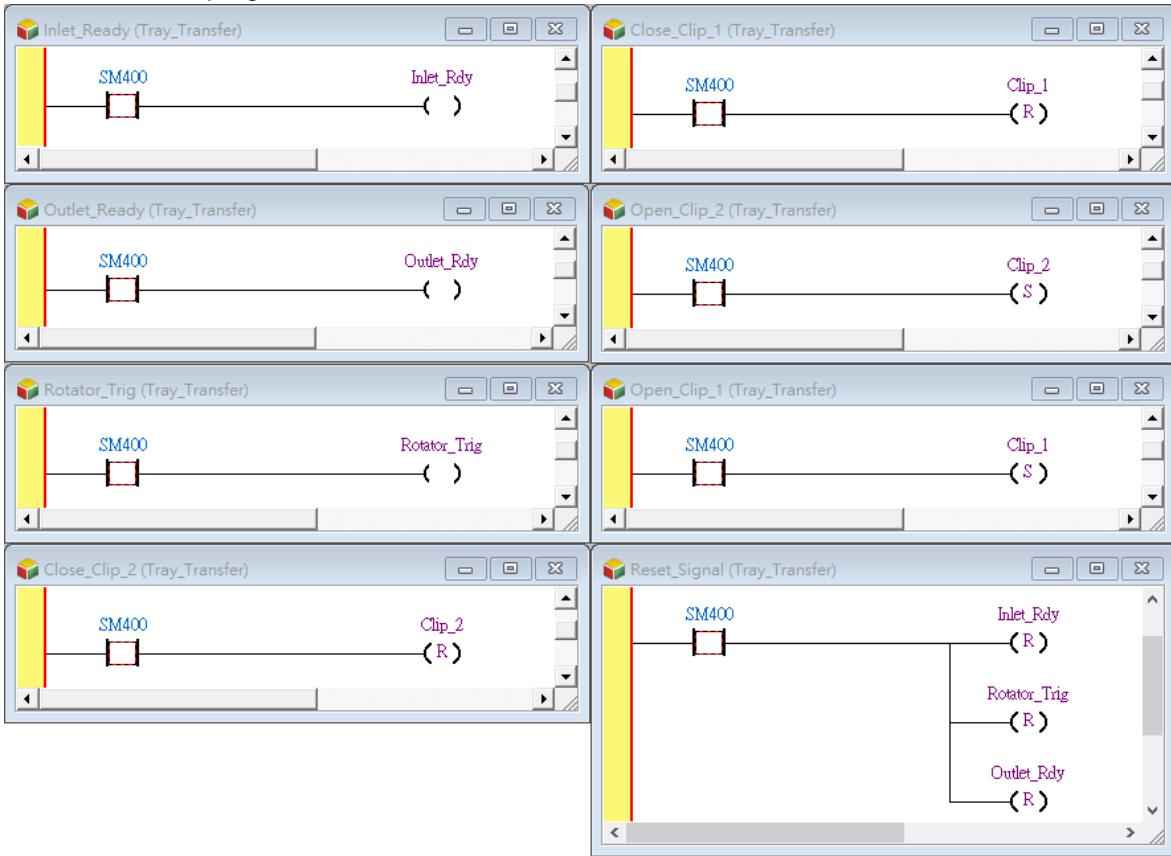 Inlet_Ready (Tray_Transfer)
SM400
Inlet_Rdy
Close_Clip_1 (Tray_Transfer)
SM400
Clip_1
R
Outlet_Ready (Tray_Transfer)
SM400
Outlet_Rdy
Open_Clip_2 (Tray_Transfer)
SM400
Clip_2
S
Rotator_Trig (Tray_Transfer)
SM400
Rotator_Trig
Open_Clip_1 (Tray_Transfer)
SM400
Clip_1
S
Close_Clip_2 (Tray_Transfer)
SM400
Clip_2
R
Reset_Signal (Tray_Transfer)
SM400
Inlet_Rdy
R
Rotator_Trig
R
Outlet_Rdy
R